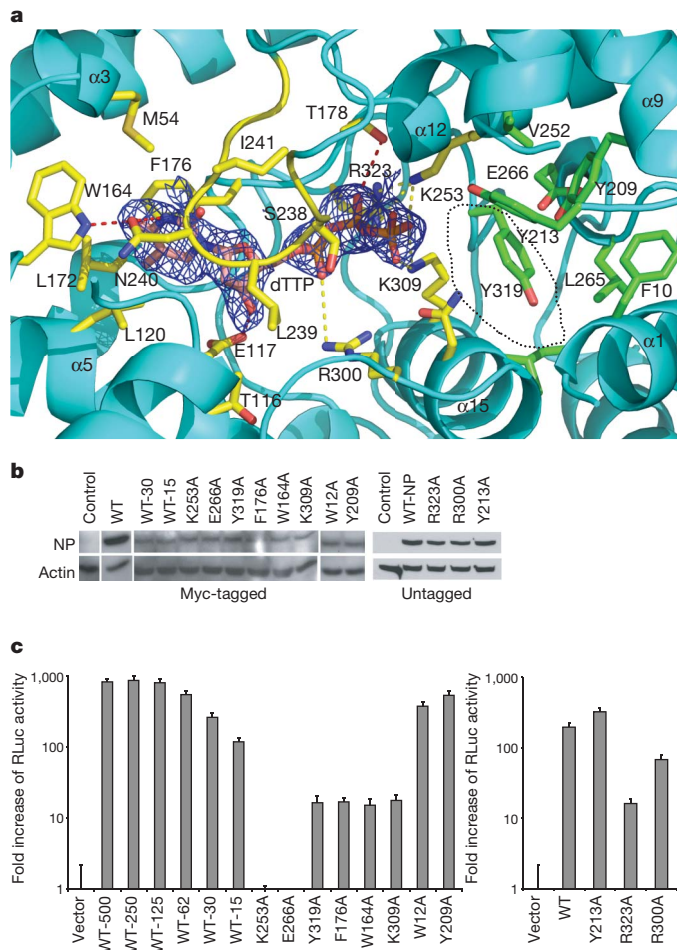 a
α3
M54
T178
α12
α9
V252
I241
F176
R323
E266
W164
K253
Y209
S238
Y213
L172
N240
dTTP
K309
Y319
L265
F10
L120
L239
α5
E117
R300
α1
T116
α15
b
Control
WT
WT-30
WT-15
K253A
E266A
Y319A
F176A
W164A
K309A
W12A
Y209A
Control
WT-NP
R323A
R300A
Y213A
NP
Actin
Myc-tagged
Untagged
c
Fold increase of RLuc activity
1,000
100
10
1
Vector
WT-500
WT-250
WT-125
WT-62
WT-30
WT-15
K253A
E266A
Y319A
F176A
W164A
K309A
W12A
Y209A
Fold increase of RLuc activity
1,000
100
10
1
Vector
WT
Y213A
R323A
R300A